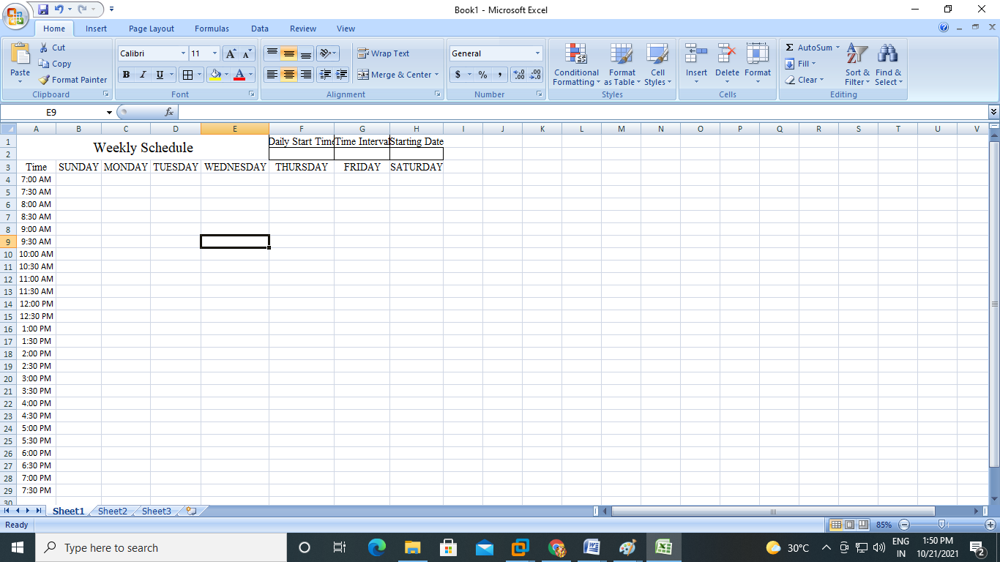 Book1 - Microsoft Excel
Home Insert Page Layout Formulas Data Review View
Paste Cut Copy Format Painter Clipboard
Calibri 11 B I U A A A Font
Wrap Text Merge & Center Alignment
General $ % , .00 .00 Number
Conditional Formatting Format as Table Cell Styles Styles
Insert Delete Format Cells
Σ AutoSum Fill Clear Sort & Filter Find & Select Editing
E9 fx
A B C D E F G H I J K L M N O P Q R S T U V
1 Weekly Schedule Daily Start Time Time Interval Starting Date
2
3 Time SUNDAY MONDAY TUESDAY WEDNESDAY THURSDAY FRIDAY SATURDAY
4 7:00 AM
5 7:30 AM
6 8:00 AM
7 8:30 AM
8 9:00 AM
9 9:30 AM
10 10:00 AM
11 10:30 AM
12 11:00 AM
13 11:30 AM
14 12:00 PM
15 12:30 PM
16 1:00 PM
17 1:30 PM
18 2:00 PM
19 2:30 PM
20 3:00 PM
21 3:30 PM
22 4:00 PM
23 4:30 PM
24 5:00 PM
25 5:30 PM
26 6:00 PM
27 6:30 PM
28 7:00 PM
29 7:30 PM
30
Sheet1 Sheet2 Sheet3
Ready 85%
Type here to search 30°C ENG 1:50 PM
IN 10/21/2021 2